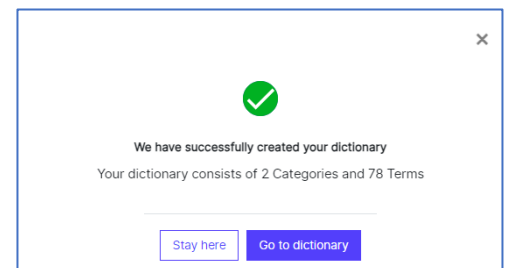 We have successfully created your dictionary
Your dictionary consists of 2 Categories and 78 Terms
Stay here
Go to dictionary